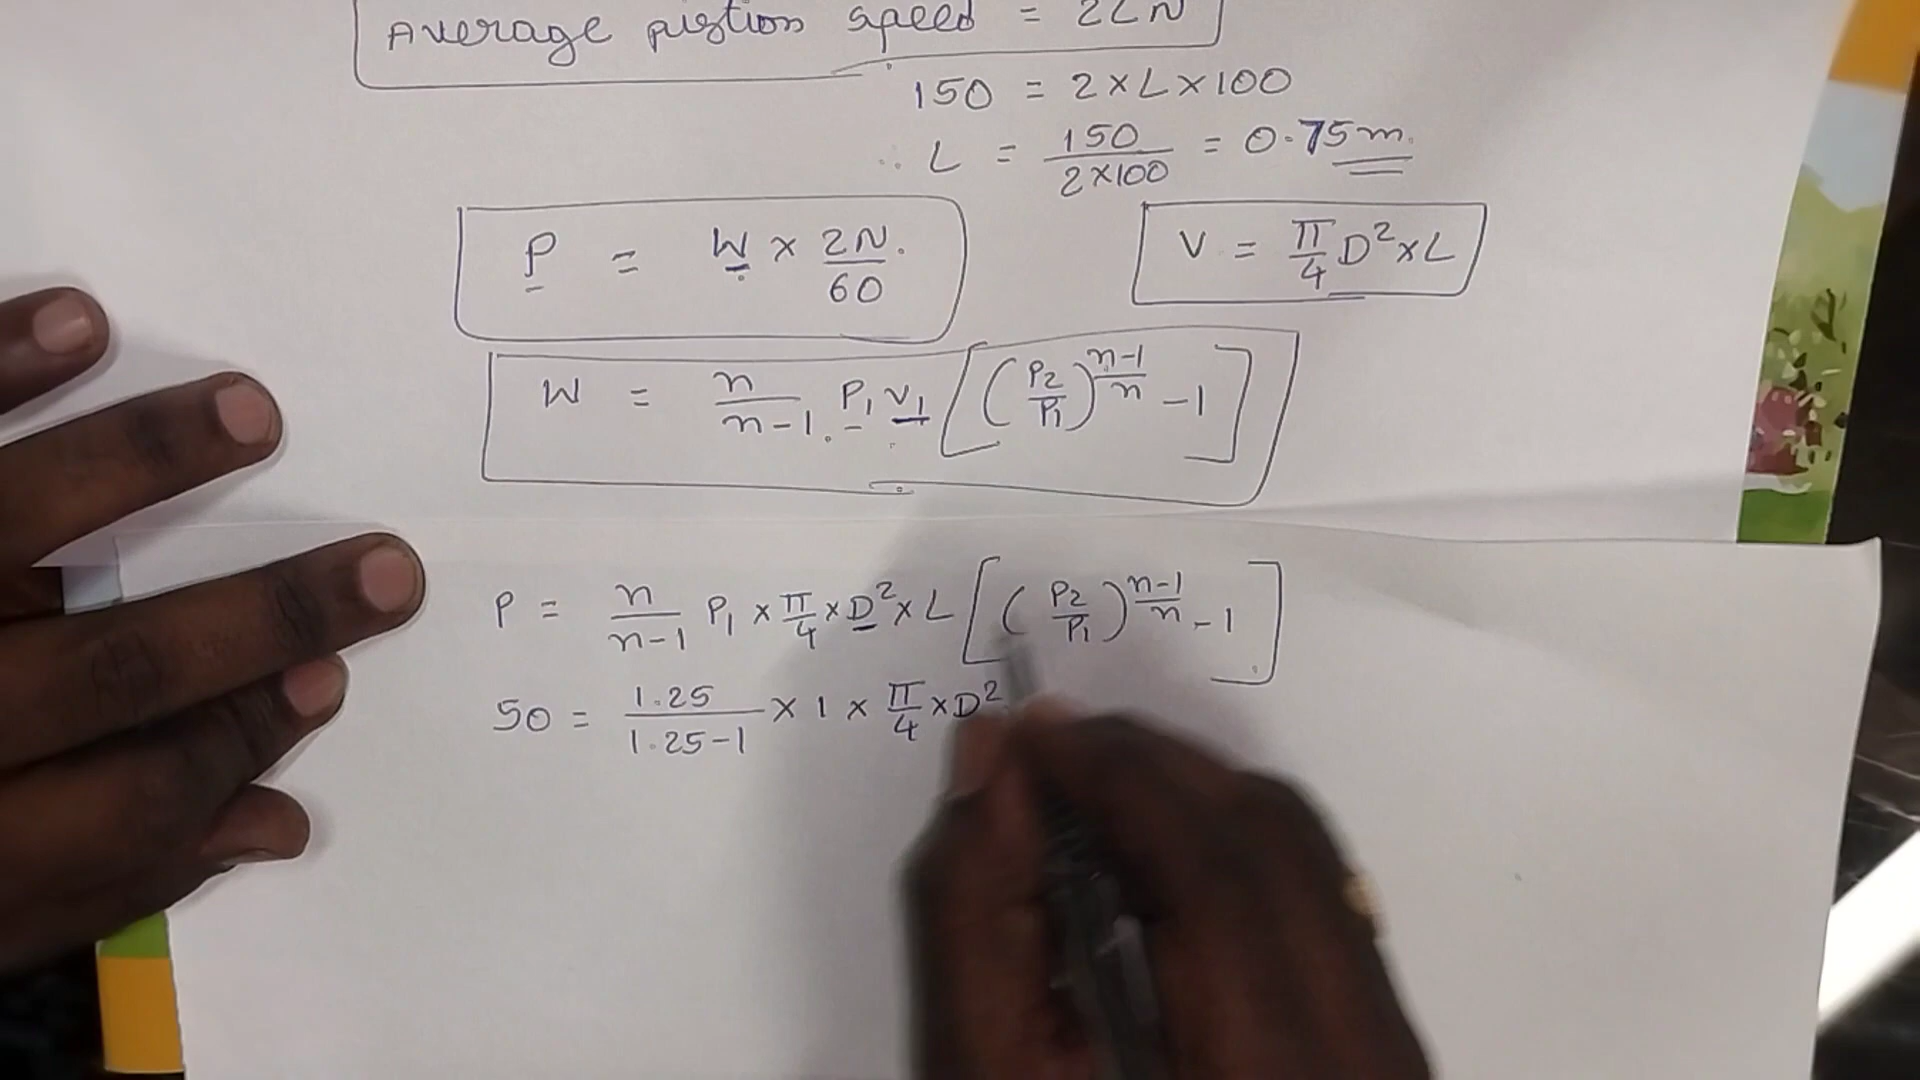 Average pistion speed = 2LN
150 = 2×L×100
∴ L = 150/2×100 = 0.75m.
P = W × 2N/60.
V = π/4 D²×L
W = n/n-1 . P₁ v₁ [(P₂/P₁)^(n-1/n) - 1]
P = n/n-1 P₁ × π/4 × D² × L [(P₂/P₁)^(n-1/n) - 1]
50 = 1.25/1.25-1 × 1 × π/4 × D²